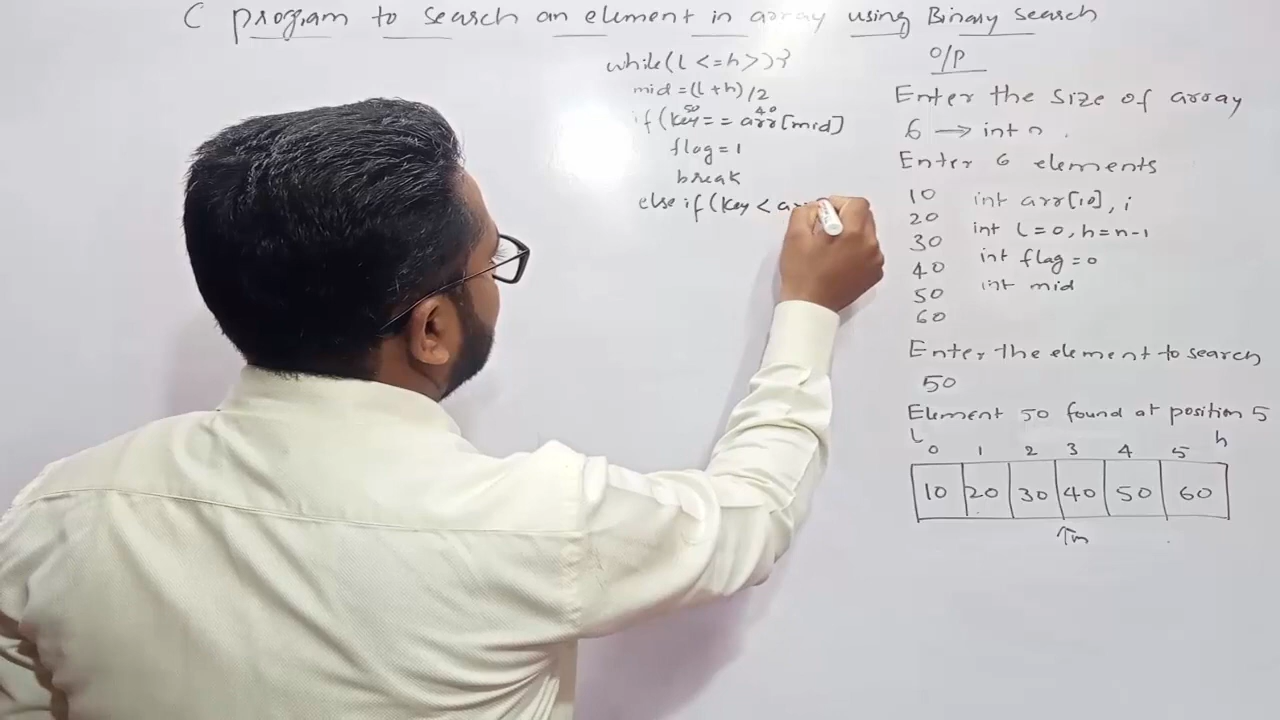 C program to search an element in array using Binary search
while(l <=h>){
mid =(l+h)/2
50 40
if(key== arr[mid]
flag=1
break
else if(key < a
O/P
Enter the size of array
6 → int n .
Enter 6 elements
10 int arr[10], i
20 int l=0, h=n-1
30 int flag=0
40 int mid
50
60
Enter the element to search
50
Element 50 found at position 5
l h
0 1 2 3 4 5
10 20 30 40 50 60
↑m